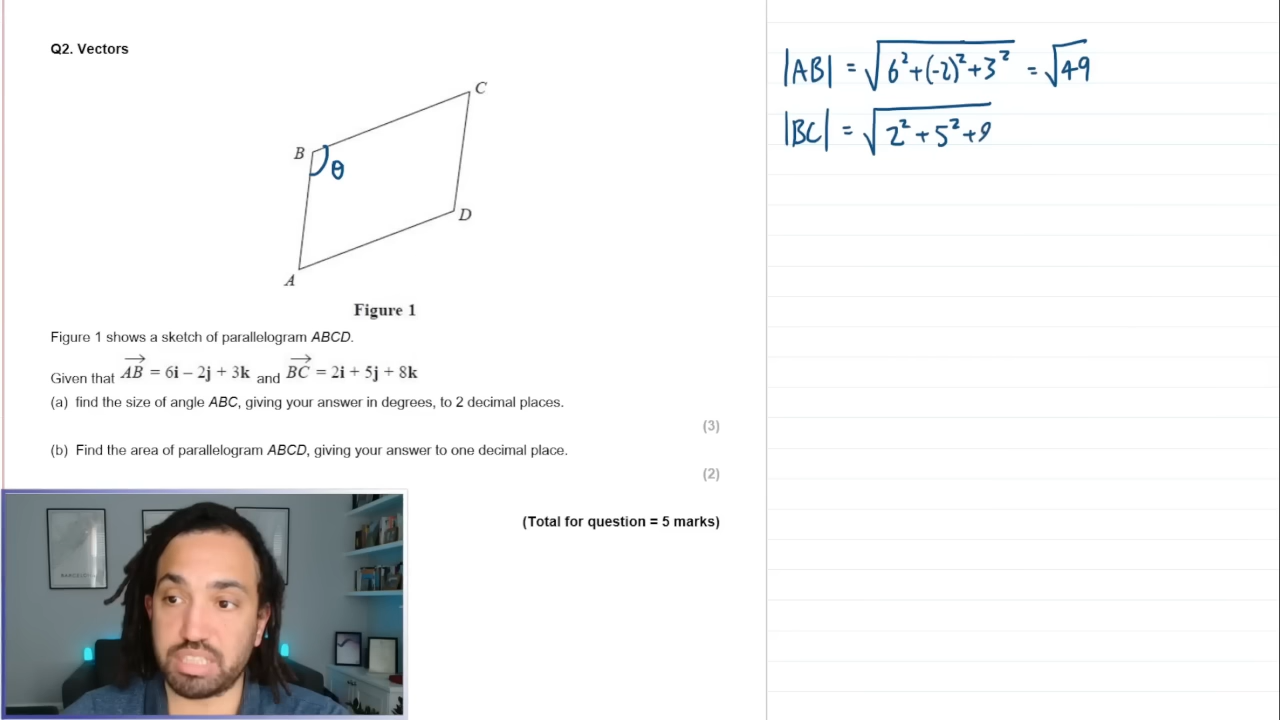 Q2. Vectors
B
C
θ
D
A
Figure 1
Figure 1 shows a sketch of parallelogram ABCD.
Given that AB⃗ = 6i – 2j + 3k and BC⃗ = 2i + 5j + 8k
(a) find the size of angle ABC, giving your answer in degrees, to 2 decimal places.
(3)
(b) Find the area of parallelogram ABCD, giving your answer to one decimal place.
(2)
(Total for question = 5 marks)
|AB| = √(6² + (-2)² + 3²) = √49
|BC| = √(2² + 5² +
BARCELONA